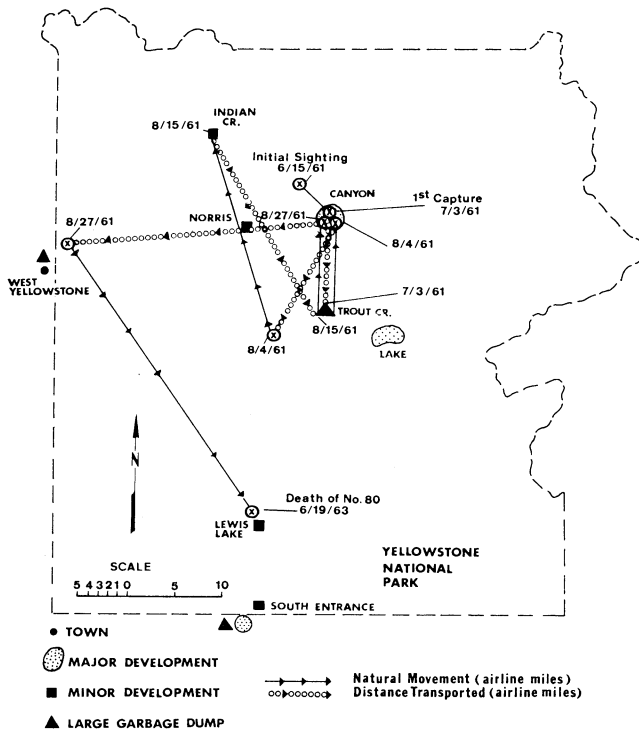 INDIAN
CR.
8/15/61
Initial Sighting
6/15/61
CANYON
1st Capture
7/3/61
NORRIS
8/27/61
8/27/61
8/4/61
WEST
YELLOWSTONE
7/3/61
TROUT CR.
8/15/61
8/4/61
LAKE
N
Death of No. 80
6/19/63
LEWIS
LAKE
YELLOWSTONE
NATIONAL
PARK
SCALE
5 4 3 2 1 0 5 10
SOUTH ENTRANCE
TOWN
MAJOR DEVELOPMENT
MINOR DEVELOPMENT
LARGE GARBAGE DUMP
Natural Movement (airline miles)
Distance Transported (airline miles)